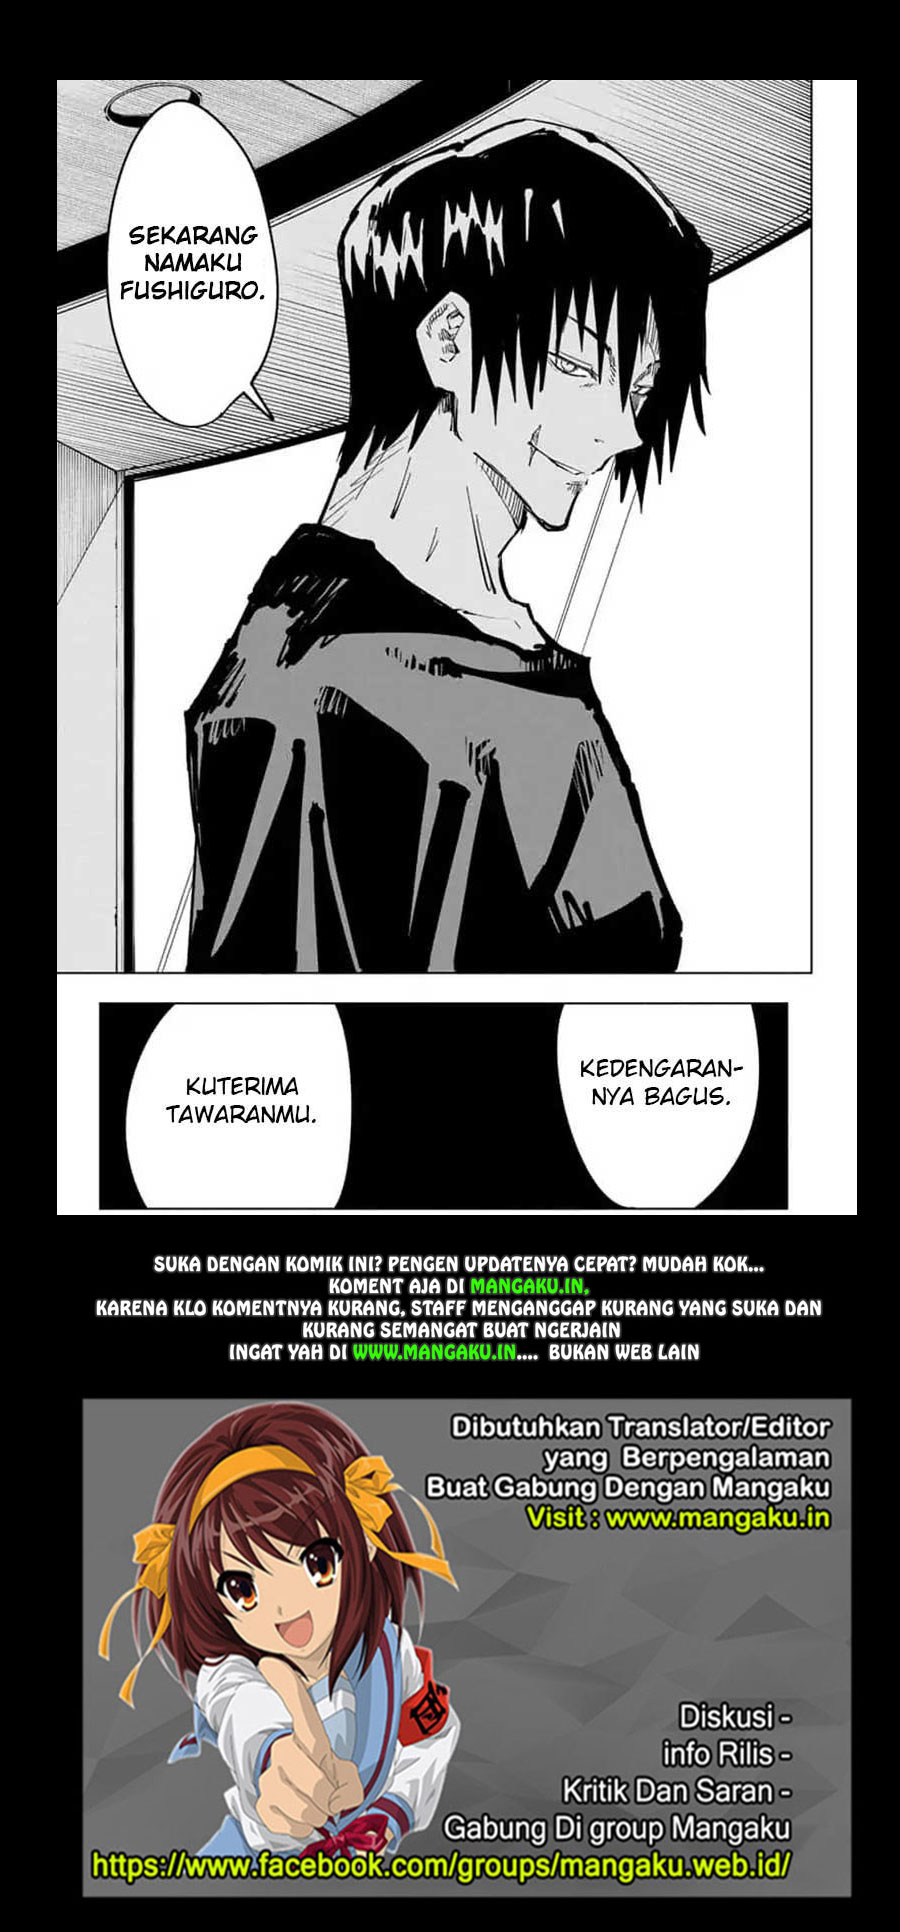 SEKARANG
NAMAKU
FUSHIGURO.
KEDENGARAN-
NYA BAGUS.
KUTERIMA
TAWARANMU.
SUKA DENGAN KOMIK INI? PENGEN UPDATENYA CEPAT? MUDAH KOK...
KOMENT AJA DI MANGAKU.IN,
KARENA KLO KOMENTNYA KURANG, STAFF MENGANGGAP KURANG YANG SUKA DAN
KURANG SEMANGAT BUAT NGERJAIN
INGAT YAH DI WWW.MANGAKU.IN.... BUKAN WEB LAIN
Dibutuhkan Translator/Editor
yang Berpengalaman
Buat Gabung Dengan Mangaku
Visit : www.mangaku.in
団
Diskusi -
info Rilis -
Kritik Dan Saran -
Gabung Di group Mangaku
https://www.facebook.com/groups/mangaku.web.id/